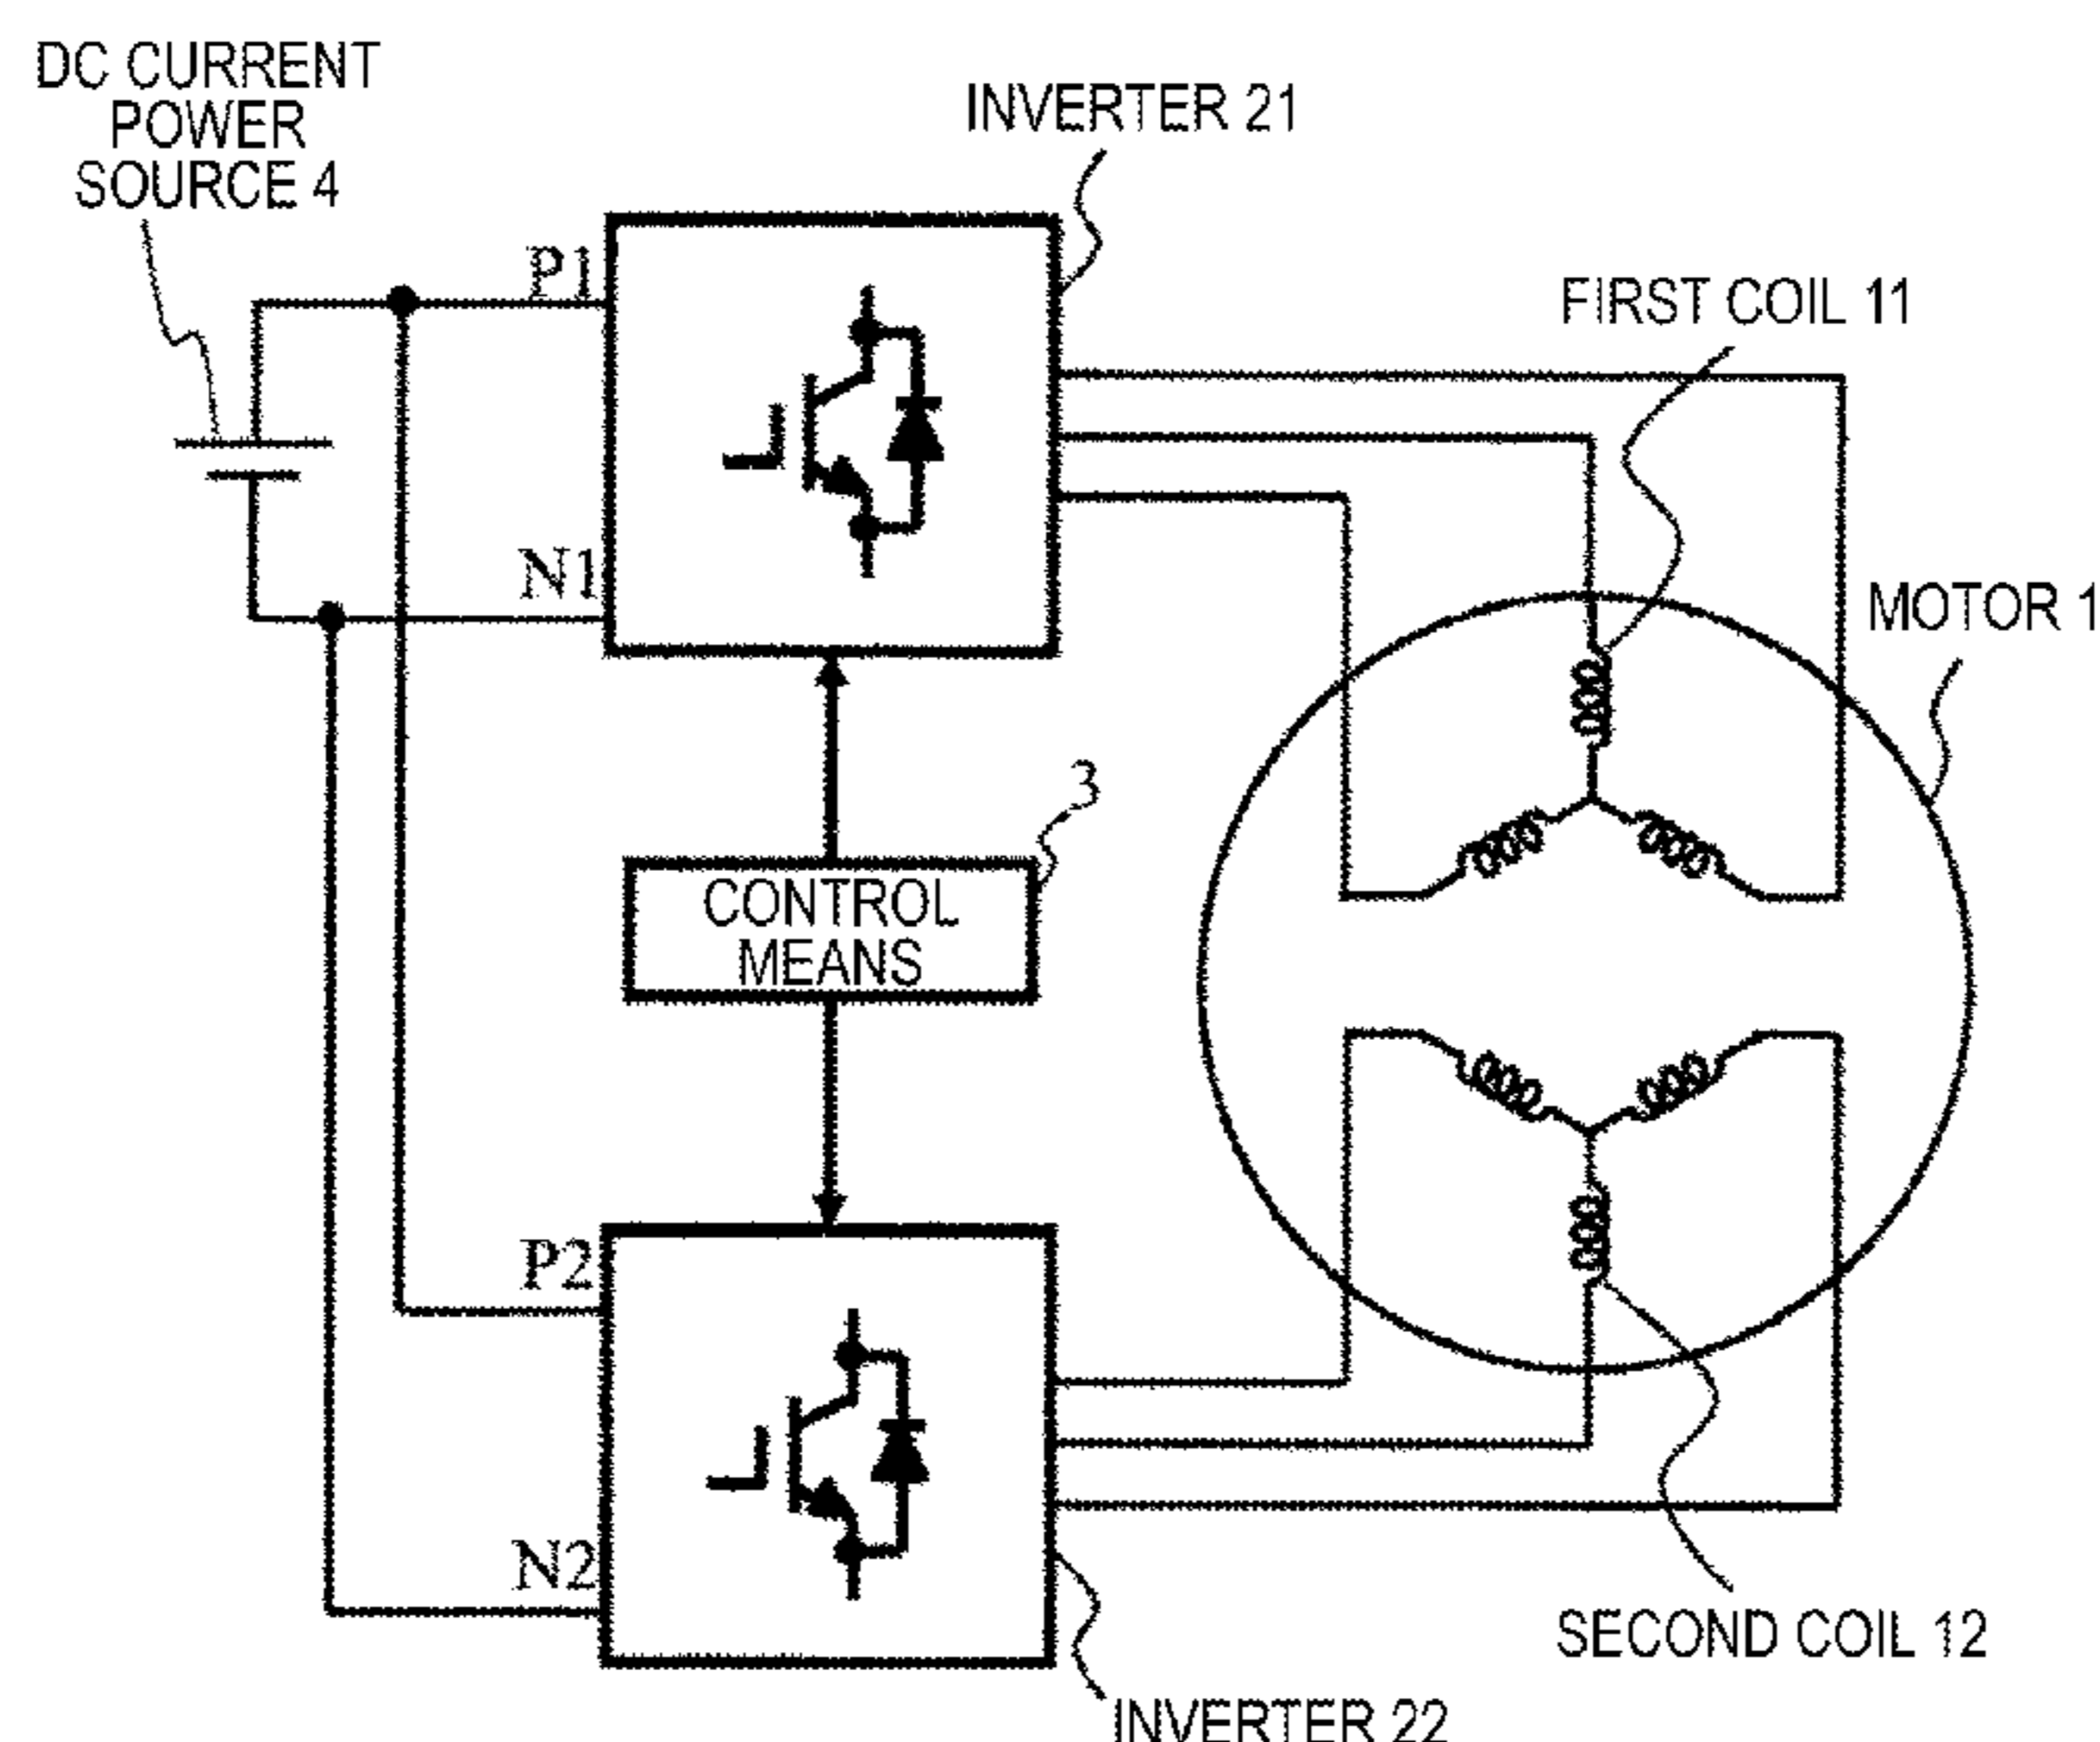 DC CURRENT
POWER
SOURCE 4
INVERTER 21
P1
FIRST COIL 11
N1
MOTOR 1
3
CONTROL
MEANS
P2
N2
SECOND COIL 12
INVERTER 22